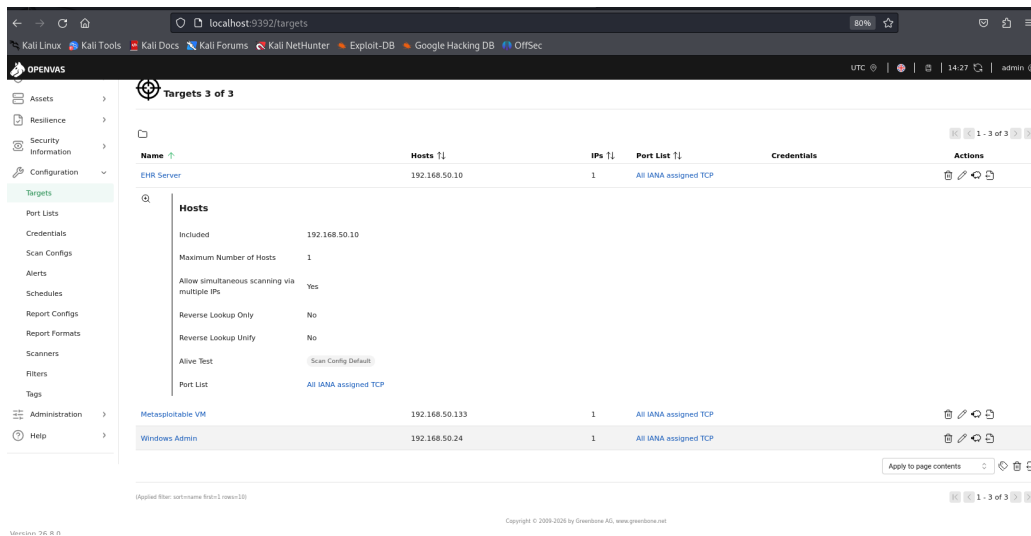 localhost:9392/targets
80%
Kali Linux Kali Tools Kali Docs Kali Forums Kali NetHunter Exploit-DB Google Hacking DB OffSec
OPENVAS
UTC 14:27 admin
Assets
Targets 3 of 3
Resilience
1 - 3 of 3
Security Information
Name Hosts IPs Port List Credentials Actions
Configuration
EHR Server 192.168.50.10 1 All IANA assigned TCP
Targets
Hosts
Port Lists
Included 192.168.50.10
Credentials
Scan Configs
Maximum Number of Hosts 1
Alerts
Allow simultaneous scanning via multiple IPs Yes
Schedules
Report Configs
Reverse Lookup Only No
Report Formats
Reverse Lookup Unify No
Scanners
Alive Test Scan Config Default
Filters
Port List All IANA assigned TCP
Tags
Administration
Metasploitable VM 192.168.50.133 1 All IANA assigned TCP
Help
Windows Admin 192.168.50.24 1 All IANA assigned TCP
Apply to page contents
(Applied filter: sort=name first=1 rows=10)
1 - 3 of 3
Copyright © 2009-2026 by Greenbone AG, www.greenbone.net
Version 26.8.0